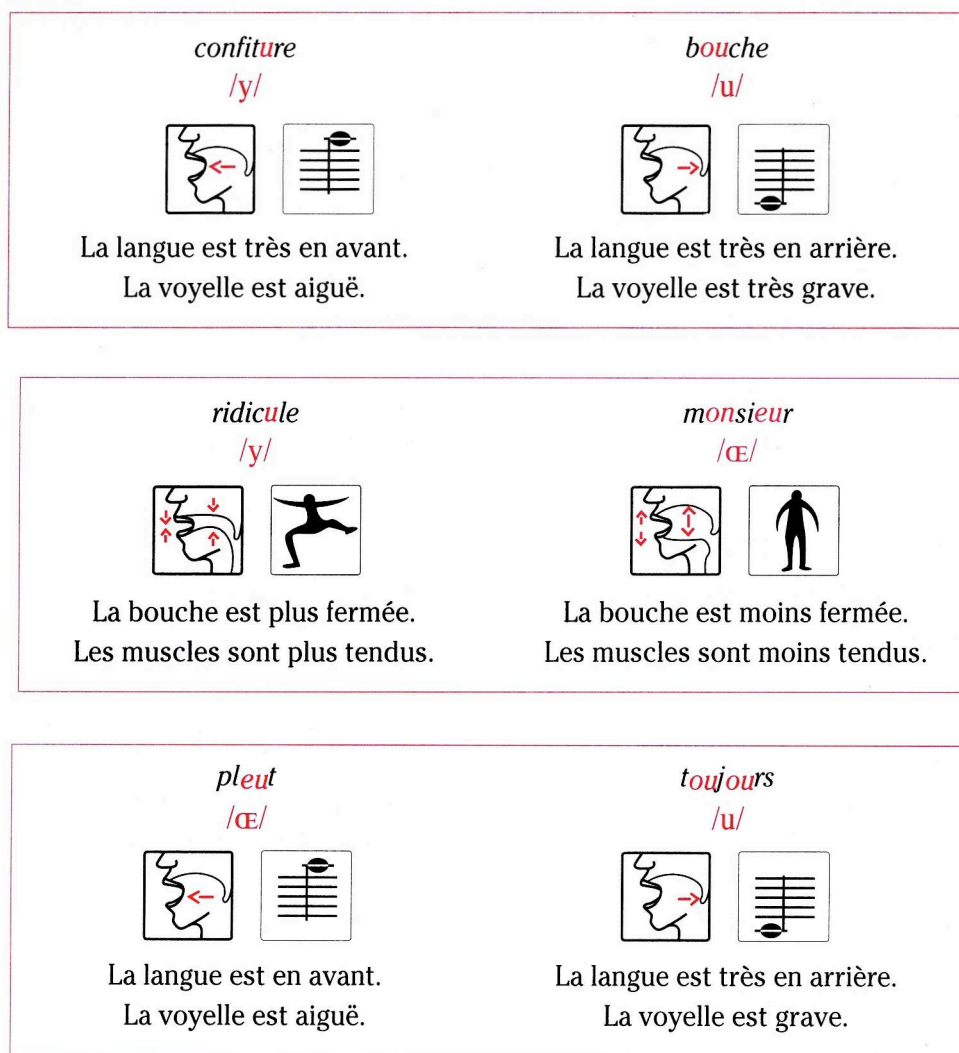 confiture
/y/
La langue est très en avant.
La voyelle est aiguë.
bouche
/u/
La langue est très en arrière.
La voyelle est très grave.
ridicule
/y/
La bouche est plus fermée.
Les muscles sont plus tendus.
monsieur
/Œ/
La bouche est moins fermée.
Les muscles sont moins tendus.
pleut
/Œ/
La langue est en avant.
La voyelle est aiguë.
toujours
/u/
La langue est très en arrière.
La voyelle est grave.